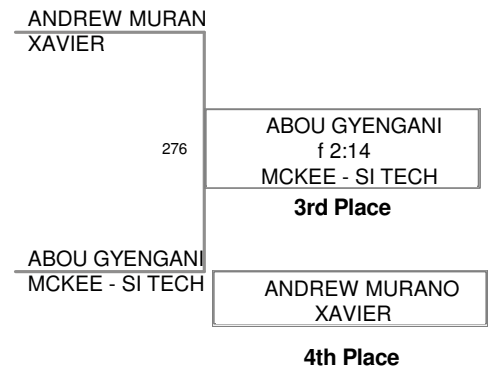 ANDREW MURAN
XAVIER
276
ABOU GYENGANI
f 2:14
MCKEE - SI TECH
3rd Place
ABOU GYENGANI
MCKEE - SI TECH
ANDREW MURANO
XAVIER
4th Place